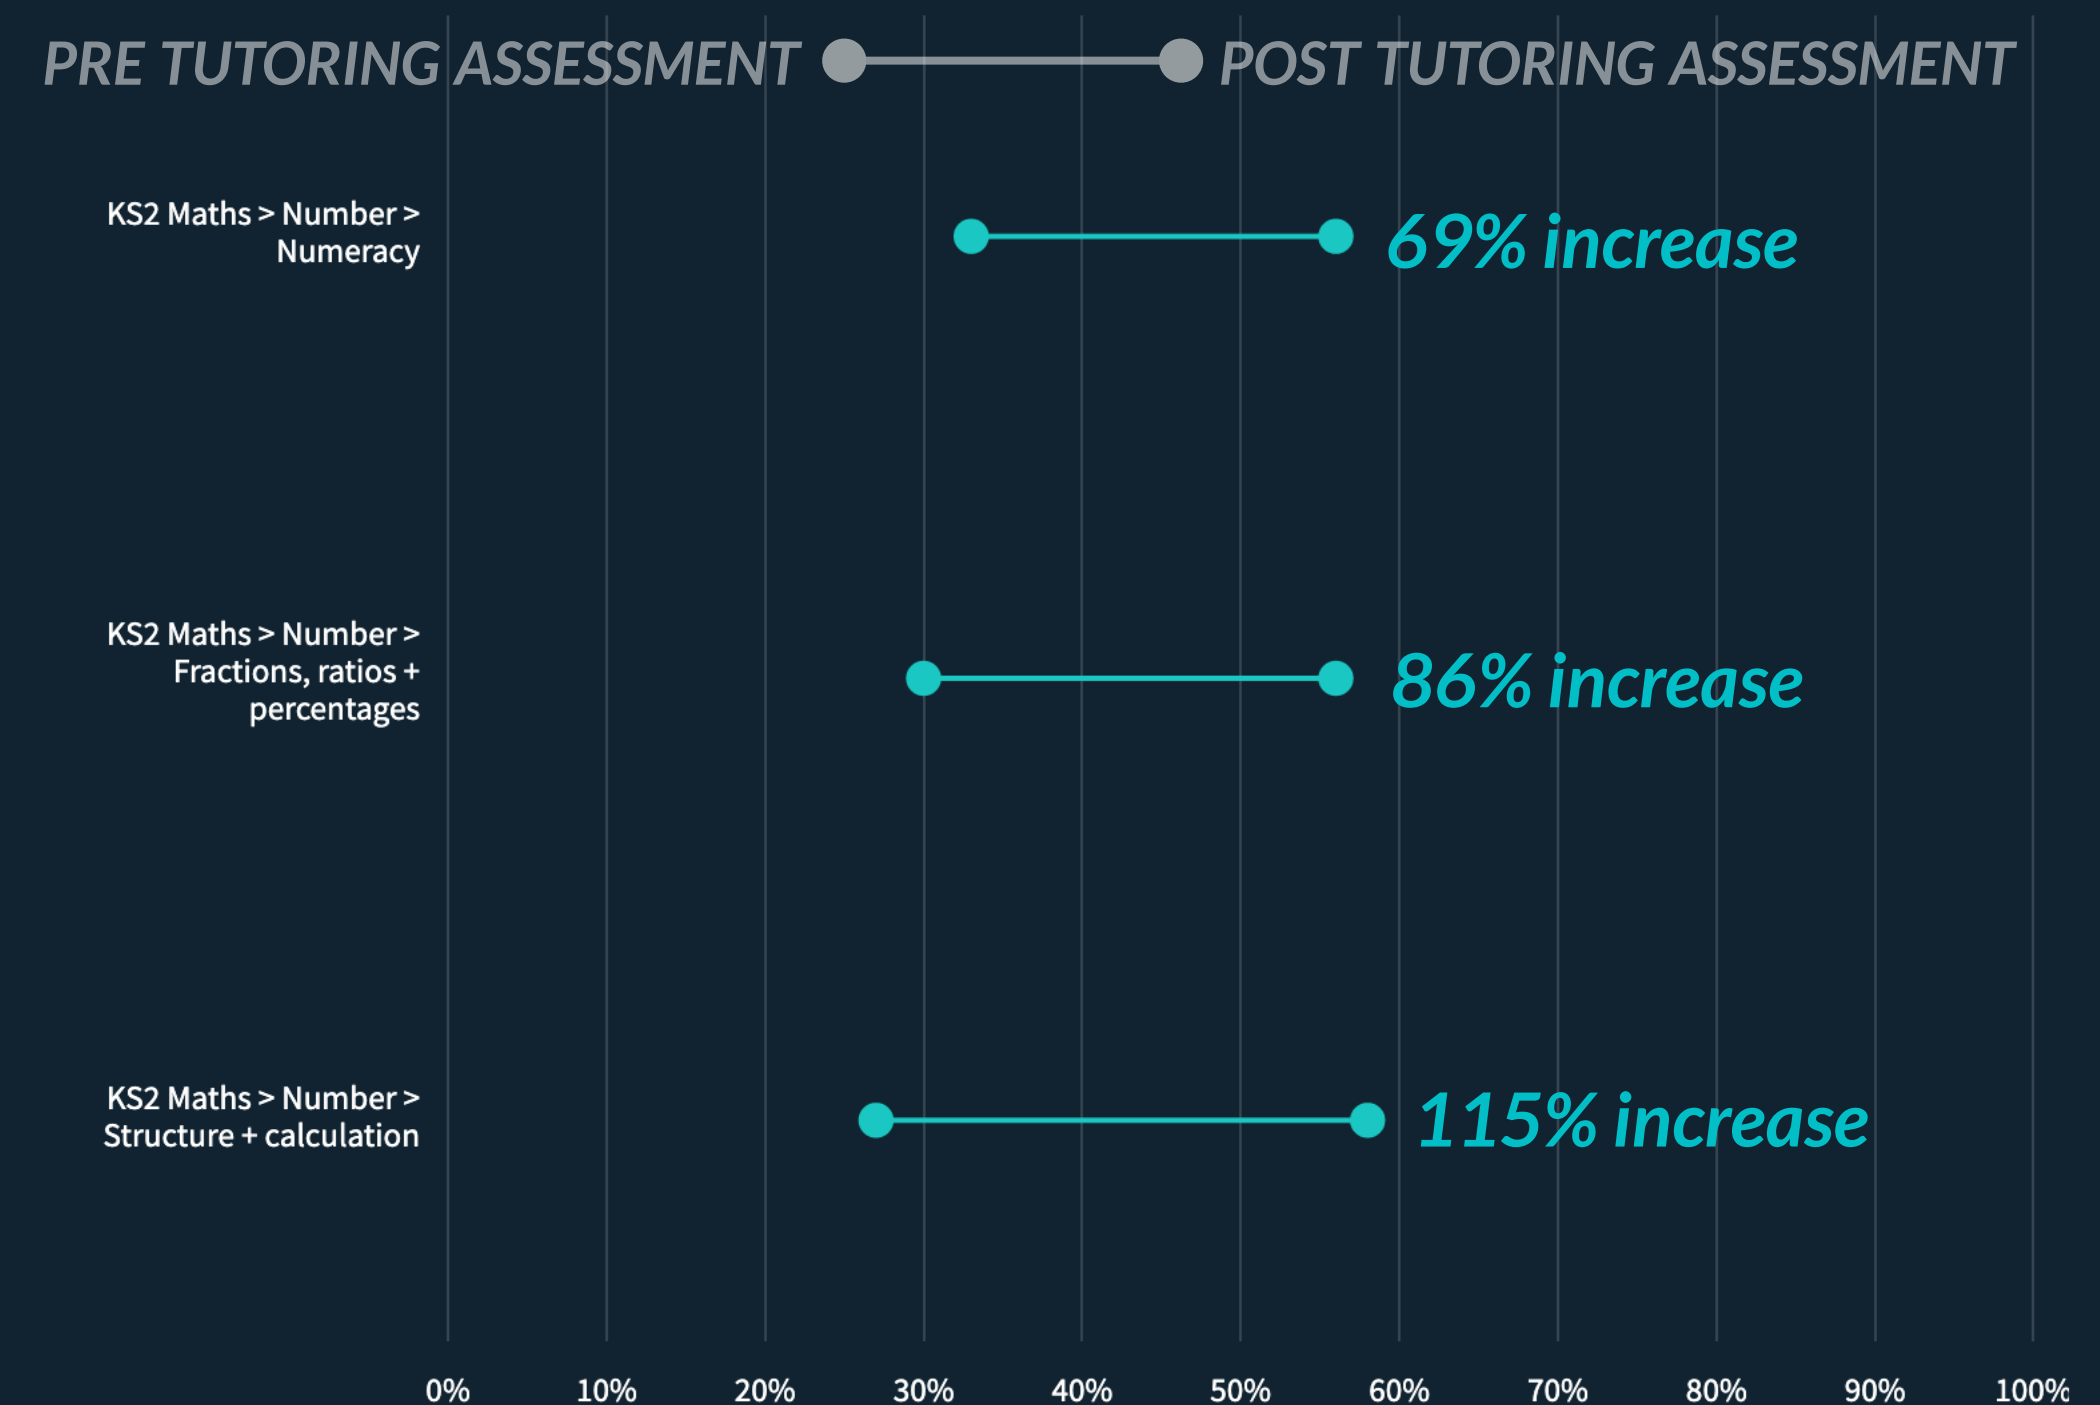 PRE TUTORING ASSESSMENT POST TUTORING ASSESSMENT
KS2 Maths > Number >
Numeracy
69% increase
KS2 Maths > Number >
Fractions, ratios +
percentages
86% increase
KS2 Maths > Number >
Structure + calculation
115% increase
0% 10% 20% 30% 40% 50% 60% 70% 80% 90% 100%